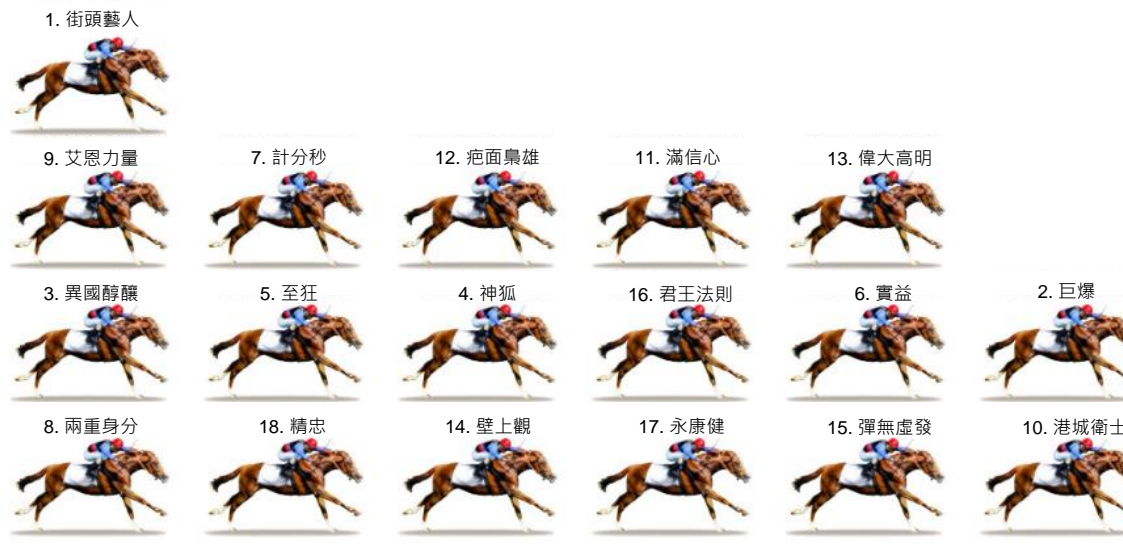 1. 街頭藝人
9. 艾恩力量
7. 計分秒
12. 疤面梟雄
11. 滿信心
13. 偉大高明
3. 異國醇釀
5. 至狂
4. 神狐
16. 君王法則
6. 實益
2. 巨爆
8. 兩重身分
18. 精忠
14. 壁上觀
17. 永康健
15. 彈無虛發
10. 港城衛士